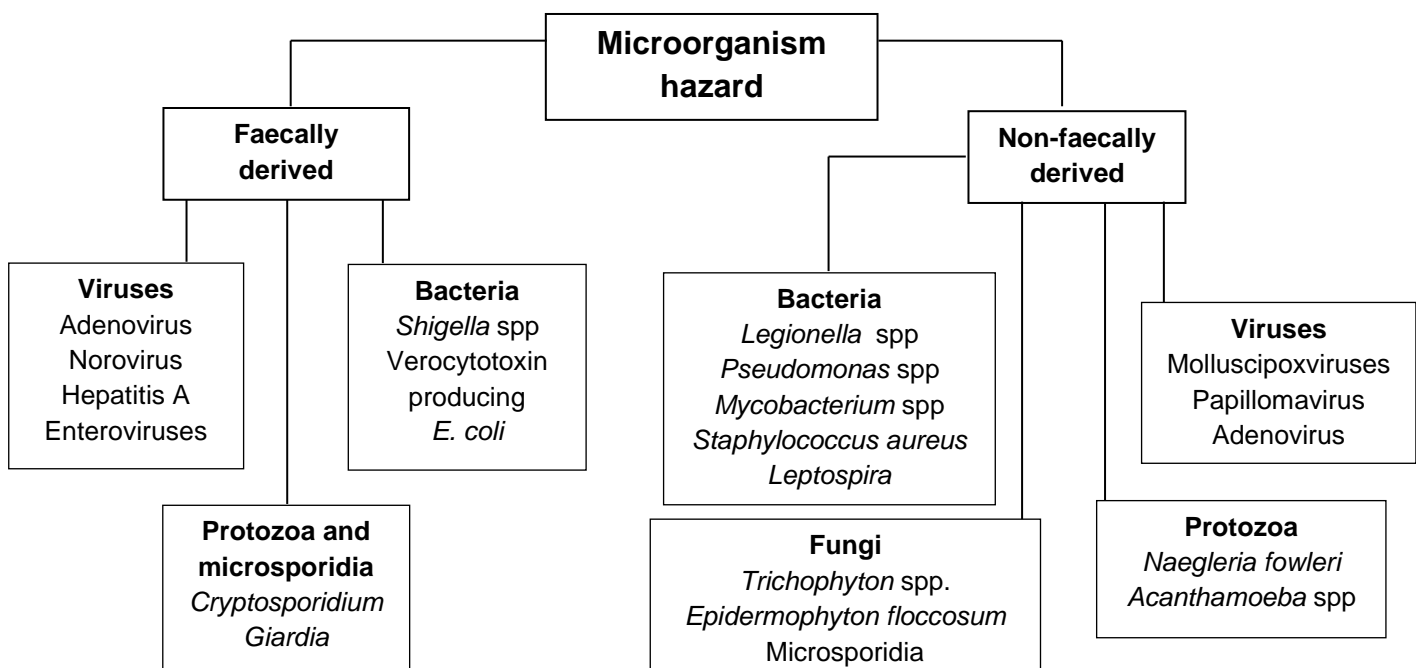 Microorganism
hazard
Faecally
derived
Non-faecally
derived
Viruses
Adenovirus
Norovirus
Hepatitis A
Enteroviruses
Bacteria
Shigella spp
Verocytotoxin
producing
E. coli
Protozoa and
microsporidia
Cryptosporidium
Giardia
Bacteria
Legionella spp
Pseudomonas spp
Mycobacterium spp
Staphylococcus aureus
Leptospira
Fungi
Trichophyton spp.
Epidermophyton floccosum
Microsporidia
Protozoa
Naegleria fowleri
Acanthamoeba spp
Viruses
Molluscipoxviruses
Papillomavirus
Adenovirus